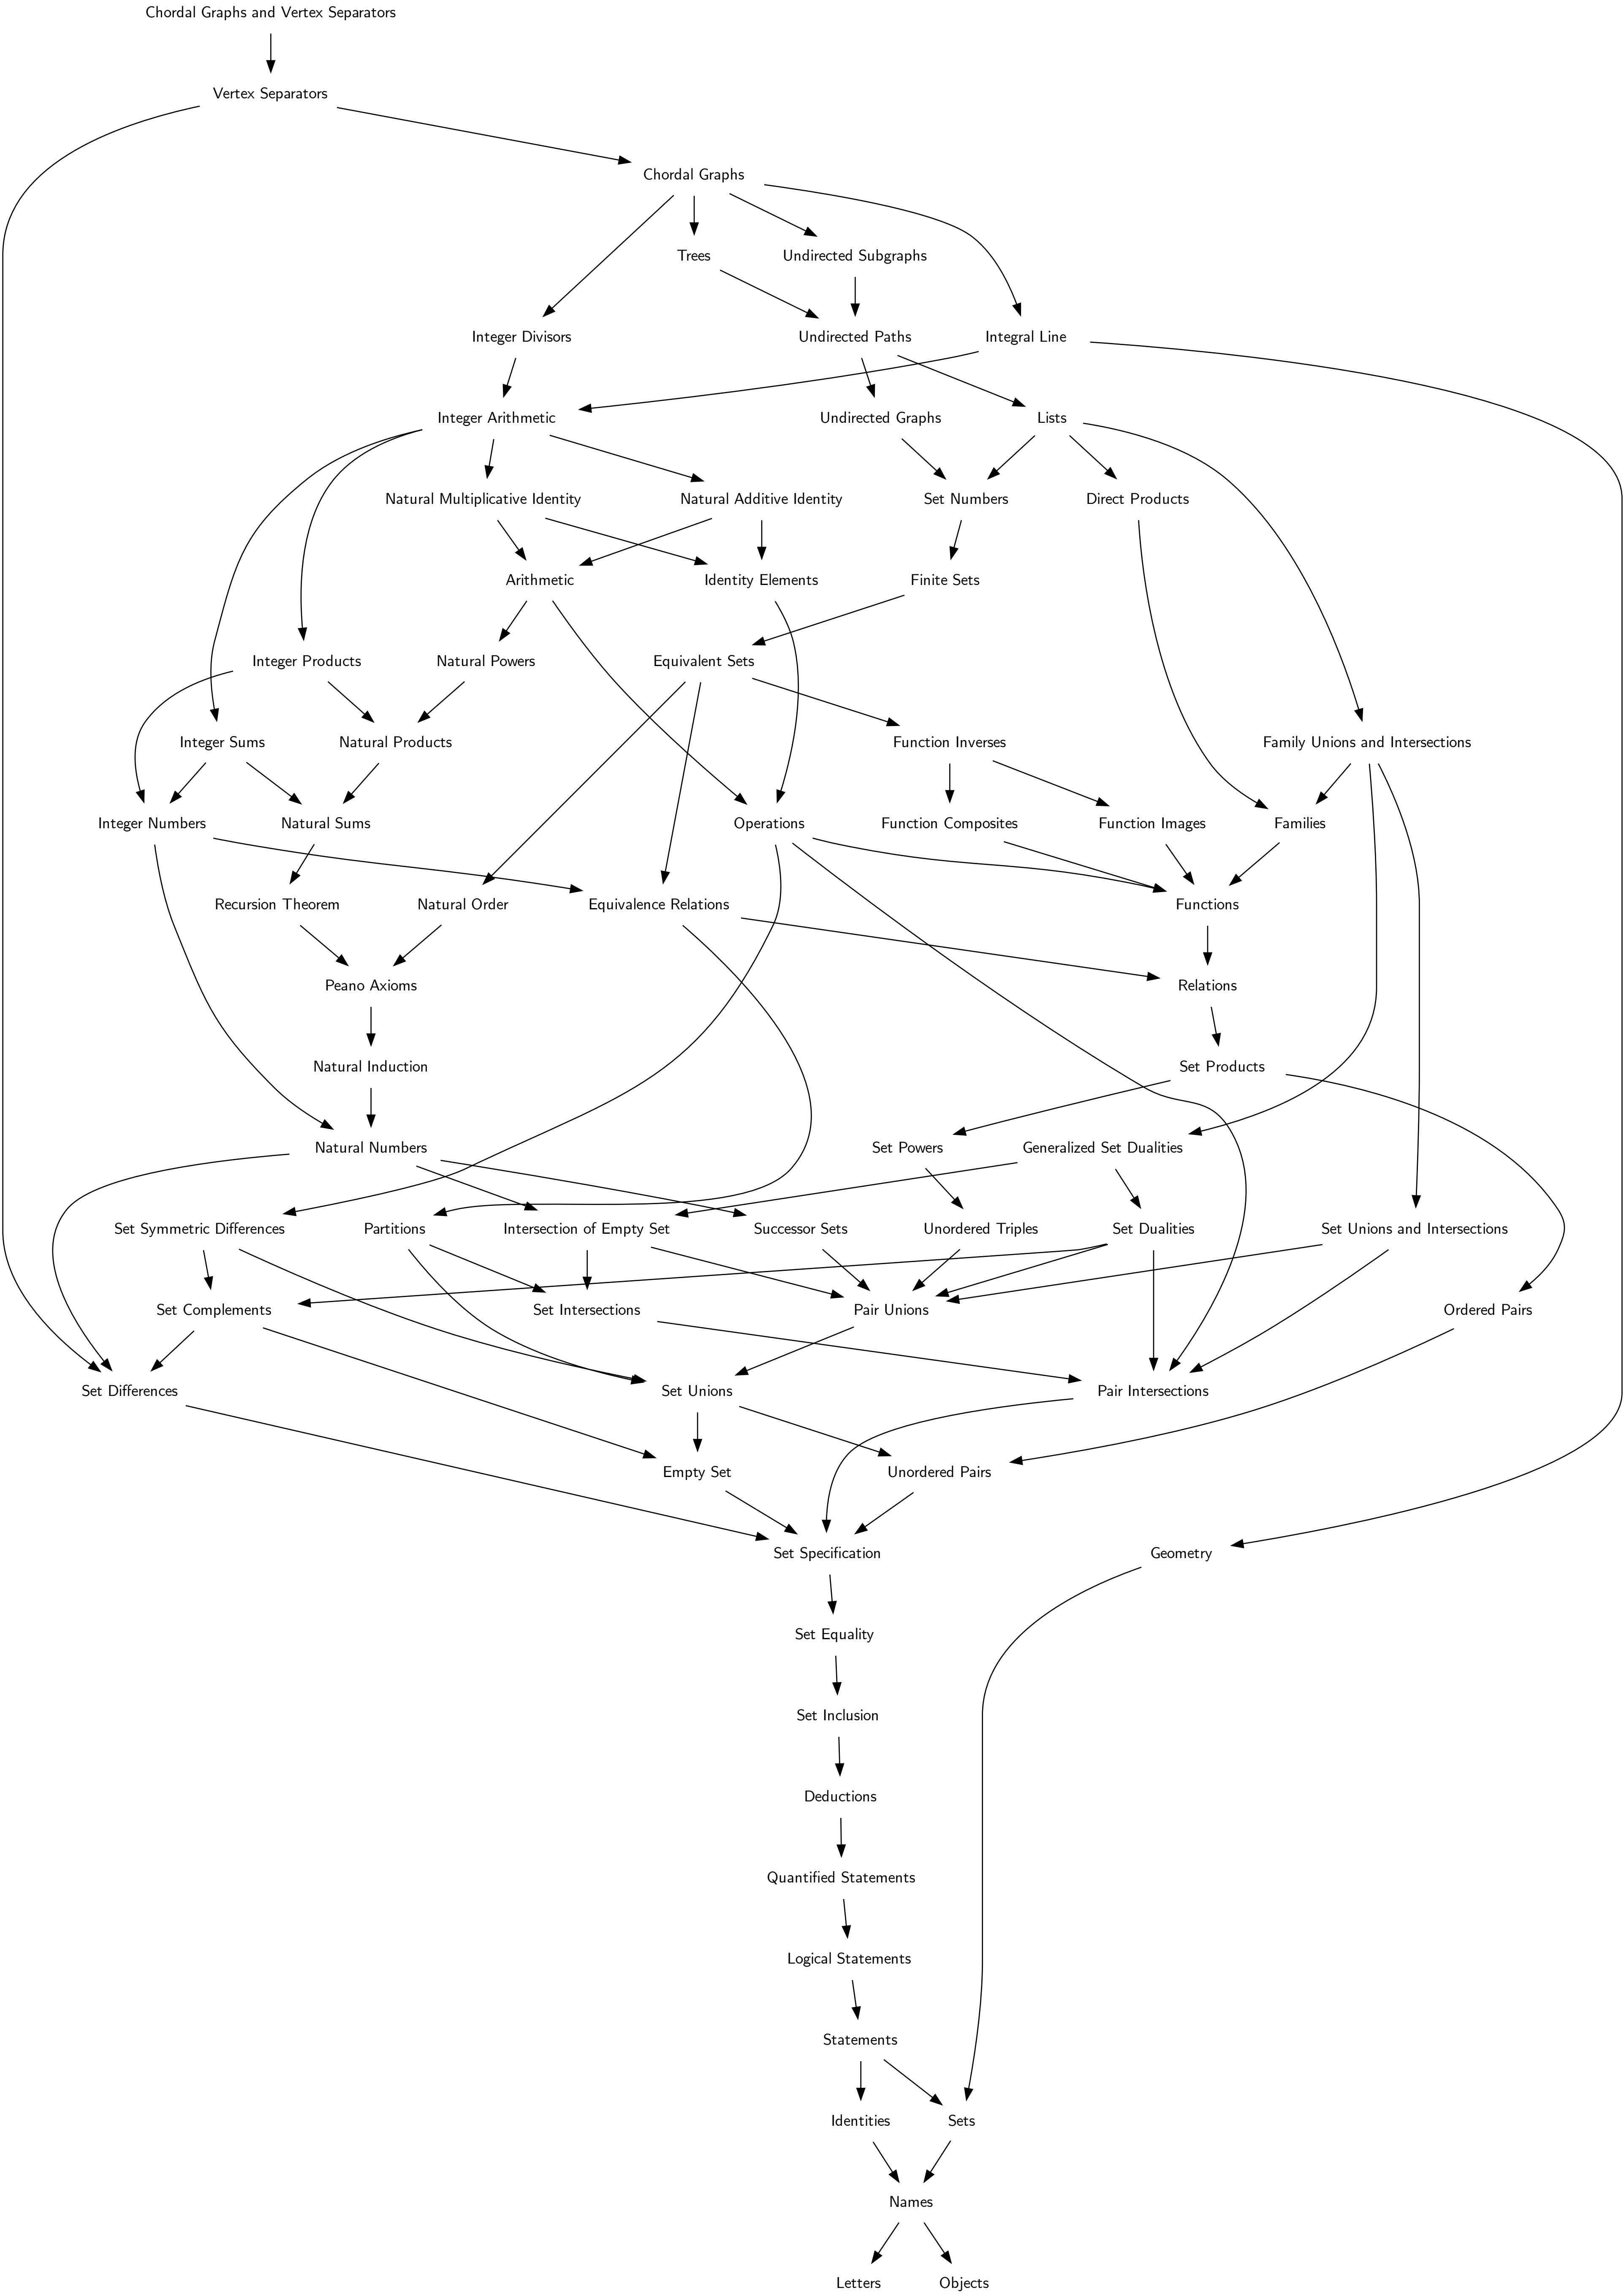 Chordal Graphs and Vertex Separators
Vertex Separators
Chordal Graphs
Trees
Undirected Subgraphs
Integer Divisors
Undirected Paths
Integral Line
Integer Arithmetic
Undirected Graphs
Lists
Natural Multiplicative Identity
Natural Additive Identity
Set Numbers
Direct Products
Arithmetic
Identity Elements
Finite Sets
Integer Products
Natural Powers
Equivalent Sets
Integer Sums
Natural Products
Function Inverses
Family Unions and Intersections
Integer Numbers
Natural Sums
Operations
Function Composites
Function Images
Families
Recursion Theorem
Natural Order
Equivalence Relations
Functions
Peano Axioms
Relations
Natural Induction
Set Products
Natural Numbers
Set Powers
Generalized Set Dualities
Set Symmetric Differences
Partitions
Intersection of Empty Set
Successor Sets
Unordered Triples
Set Dualities
Set Unions and Intersections
Set Complements
Set Intersections
Pair Unions
Ordered Pairs
Set Differences
Set Unions
Pair Intersections
Empty Set
Unordered Pairs
Set Specification
Geometry
Set Equality
Set Inclusion
Deductions
Quantified Statements
Logical Statements
Statements
Identities
Sets
Names
Letters
Objects